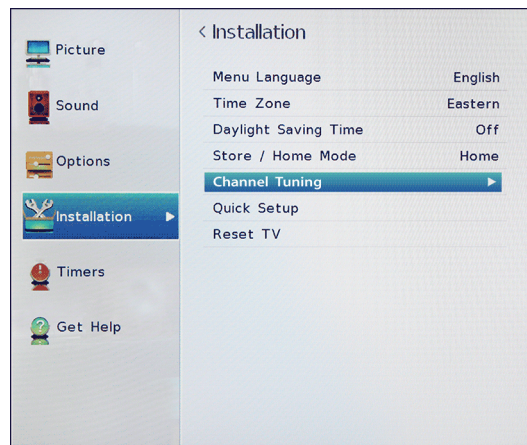 Picture
Sound
Options
Installation
Timers
Get Help
< Installation
Menu Language English
Time Zone Eastern
Daylight Saving Time Off
Store / Home Mode Home
Channel Tuning
Quick Setup
Reset TV